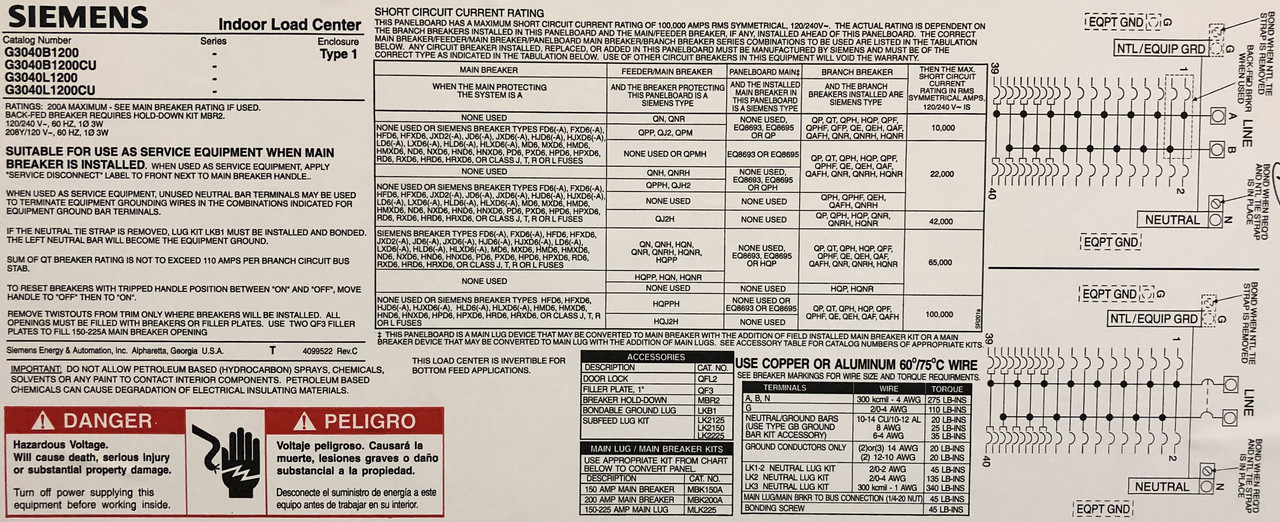 SIEMENS
Indoor Load Center
Catalog Number Series Enclosure
G3040B1200 - Type 1
G3040B1200CU -
G3040L1200 -
G3040L1200CU -
RATINGS: 200A MAXIMUM - SEE MAIN BREAKER RATING IF USED.
BACK-FED BREAKER REQUIRES HOLD-DOWN KIT MBR2.
120/240 V~, 60 HZ, 1Ø 3W
208Y/120 V~, 60 HZ, 1Ø 3W
SUITABLE FOR USE AS SERVICE EQUIPMENT WHEN MAIN
BREAKER IS INSTALLED. WHEN USED AS SERVICE EQUIPMENT, APPLY
"SERVICE DISCONNECT" LABEL TO FRONT NEXT TO MAIN BREAKER HANDLE..
WHEN USED AS SERVICE EQUIPMENT, UNUSED NEUTRAL BAR TERMINALS MAY BE USED
TO TERMINATE EQUIPMENT GROUNDING WIRES IN THE COMBINATIONS INDICATED FOR
EQUIPMENT GROUND BAR TERMINALS.
IF THE NEUTRAL TIE STRAP IS REMOVED, LUG KIT LKB1 MUST BE INSTALLED AND BONDED.
THE LEFT NEUTRAL BAR WILL BECOME THE EQUIPMENT GROUND.
SUM OF QT BREAKER RATING IS NOT TO EXCEED 110 AMPS PER BRANCH CIRCUIT BUS
STAB.
TO RESET BREAKERS WITH TRIPPED HANDLE POSITION BETWEEN "ON" AND "OFF", MOVE
HANDLE TO "OFF" THEN TO "ON".
REMOVE TWISTOUTS FROM TRIM ONLY WHERE BREAKERS WILL BE INSTALLED. ALL
OPENINGS MUST BE FILLED WITH BREAKERS OR FILLER PLATES. USE TWO QF3 FILLER
PLATES TO FILL 150-225A MAIN BREAKER OPENING
Siemens Energy & Automation, Inc. Alpharetta, Georgia U.S.A. T 4099522 Rev.C
IMPORTANT: DO NOT ALLOW PETROLEUM BASED (HYDROCARBON) SPRAYS, CHEMICALS,
SOLVENTS OR ANY PAINT TO CONTACT INTERIOR COMPONENTS. PETROLEUM BASED
CHEMICALS CAN CAUSE DEGRADATION OF ELECTRICAL INSULATING MATERIALS.
DANGER
Hazardous Voltage.
Will cause death, serious injury
or substantial property damage.
Turn off power supplying this
equipment before working inside.
PELIGRO
Voltaje peligroso. Causará la
muerte, lesiones graves o daño
substancial a la propiedad.
Desconecte el suministro de energía a este
equipo antes de trabajar en su interior.
SHORT CIRCUIT CURRENT RATING
THIS PANELBOARD HAS A MAXIMUM SHORT CIRCUIT CURRENT RATING OF 100,000 AMPS RMS SYMMETRICAL, 120/240V~. THE ACTUAL RATING IS DEPENDENT ON
THE BRANCH BREAKERS INSTALLED IN THIS PANELBOARD AND THE MAIN/FEEDER BREAKER, IF ANY, INSTALLED AHEAD OF THIS PANELBOARD. THE CORRECT
MAIN BREAKER/FEEDER BREAKER/MAIN BREAKER/PANELBOARD MAIN BREAKER/BRANCH BREAKER SERIES COMBINATIONS TO BE USED ARE LISTED IN THE TABULATION
BELOW. ANY CIRCUIT BREAKER INSTALLED, REPLACED, OR ADDED IN THIS PANELBOARD MUST BE MANUFACTURED BY SIEMENS AND MUST BE OF THE
CORRECT TYPE AS INDICATED IN THE TABULATION BELOW. USE OF OTHER CIRCUIT BREAKERS IN THIS EQUIPMENT WILL VOID THE WARRANTY.
MAIN BREAKER
WHEN THE MAIN PROTECTING
THE SYSTEM IS A
FEEDER/MAIN BREAKER
AND THE BREAKER PROTECTING
THIS PANELBOARD IS A
SIEMENS TYPE
PANELBOARD MAIN‡
AND THE INSTALLED
MAIN BREAKER IN
THIS PANELBOARD
IS A SIEMENS TYPE
BRANCH BREAKER
AND THE BRANCH
BREAKERS INSTALLED ARE
SIEMENS TYPE
THEN THE MAX.
SHORT CIRCUIT
CURRENT RATING
IN RMS
SYMMETRICAL AMPS,
120/240 V~ IS
NONE USED
QN, QNR
NONE USED OR SIEMENS BREAKER TYPES FD6(-A), FXD6(-A),
HFD6, HFXD6, JXD2(-A), JD6(-A), JXD6(-A), HJD6(-A), HJXD6(-A),
LD6(-A), LXD6(-A), HLD6(-A), HLXD6(-A), MD6, MXD6, HMD6,
HMXD6, ND6, NXD6, HND6, HNXD6, PD6, PXD6, HPD6, HPXD6,
RD6, RXD6, HRD6, HRXD6, OR CLASS J, T, R OR L FUSES
QPP, QJ2, QPM
NONE USED,
EQ8693, EQ8695
OR QP
QP, QT, QPH, HQP, QPF,
QPHF, QFP, QE, QEH, QAF,
QAFH, QNR, QNRH, HQNR
10,000
NONE USED OR QPMH
EQ8693 OR EQ8695
NONE USED
QNH, QNRH
NONE USED,
EQ8693, EQ8695
OR QPH
QP, QT, QPH, HQP, QPF,
QPHF, QE, QEH, QAF,
QAFH, QNR, QNRH, HQNR
22,000
NONE USED OR SIEMENS BREAKER TYPES FD6(-A), FXD6(-A),
HFD6, HFXD6, JXD2(-A), JD6(-A), JXD6(-A), HJD6(-A), HJXD6(-A),
LD6(-A), LXD6(-A), HLD6(-A), HLXD6(-A), MD6, MXD6, HMD6,
HMXD6, ND6, NXD6, HND6, HNXD6, PD6, PXD6, HPD6, HPXD6,
RD6, RXD6, HRD6, HRXD6, OR CLASS J, T, R OR L FUSES
QPPH, QJH2
NONE USED
NONE USED
QPH, QPHF, QEH,
QAFH, QNRH
QJ2H
NONE USED
QP, QPH, HQP, QNR,
QNRH, HQNR
42,000
SIEMENS BREAKER TYPES FD6(-A), FXD6(-A), HFD6, HFXD6,
JXD2(-A), JD6(-A), JXD6(-A), HJD6(-A), HJXD6(-A), LD6(-A),
LXD6(-A), HLD6(-A), HLXD6(-A), MD6, MXD6, HMD6, HMXD6,
ND6, NXD6, HND6, HNXD6, PD6, PXD6, HPD6, HPXD6, RD6,
RXD6, HRD6, HRXD6, OR CLASS J, T, R OR L FUSES
QN, QNH, HQN,
QNR, QNRH, HQNR,
HQPP
NONE USED,
EQ8693, EQ8695
OR HQP
QP, QT, QPH, HQP, QPF,
QPHF, QE, QEH, QAF,
QAFH, QNR, QNRH, HQNR
65,000
NONE USED
HQPP, HQN, HQNR
NONE USED
NONE USED
HQP, HQNR
NONE USED OR SIEMENS BREAKER TYPES HFD6, HFXD6,
HJD6(-A), HJXD6(-A), HLD6(-A), HLXD6(-A), HMD6, HMXD6,
HND6, HNXD6, HPD6, HPXD6, HRD6, HRXD6, OR CLASS J, T, R
OR L FUSES
HQPPH
NONE USED OR
EQ8693 OR EQ8695
HQJ2H
NONE USED
QP, QT, QPH, HQP, QPF,
QPHF, QE, QEH, QAF, QAFH
100,000
‡ THIS PANELBOARD IS A MAIN LUG DEVICE THAT MAY BE CONVERTED TO MAIN BREAKER WITH THE ADDITION OF FIELD INSTALLED MAIN BREAKER KIT OR A MAIN
BREAKER DEVICE THAT MAY BE CONVERTED TO MAIN LUG WITH THE ADDITION OF MAIN LUGS. SEE ACCESSORY TABLE FOR CATALOG NUMBERS OF APPROPRIATE KITS.
THIS LOAD CENTER IS INVERTIBLE FOR
BOTTOM FEED APPLICATIONS.
ACCESSORIES
DESCRIPTION CAT. NO.
DOOR LOCK QFL2
FILLER PLATE, 1" QF3
BREAKER HOLD-DOWN MBR2
BONDABLE GROUND LUG LKB1
SUBFEED LUG KIT LK2125
LK2150
LK2225
MAIN LUG / MAIN BREAKER KITS
USE APPROPRIATE KIT FROM CHART
BELOW TO CONVERT PANEL.
DESCRIPTION CAT. NO.
150 AMP MAIN BREAKER MBK150A
200 AMP MAIN BREAKER MBK200A
150-225 AMP MAIN LUG MLK225
USE COPPER OR ALUMINUM 60°/75°C WIRE
SEE BREAKER MARKINGS FOR WIRE SIZE AND TORQUE REQUIRMENTS.
TERMINALS WIRE TORQUE
A, B, N 300 kcmil - 4 AWG 275 LB-INS
G 2/0-4 AWG 110 LB-INS
NEUTRAL/GROUND BARS 10-14 CU/10-12 AL 20 LB-INS
(USE TYPE GB GROUND 8 AWG 25 LB-INS
BAR KIT ACCESSORY) 6-4 AWG 35 LB-INS
GROUND CONDUCTORS ONLY (2)or(3) 14 AWG 20 LB-INS
(2) 12-10 AWG 20 LB-INS
LK1-2 NEUTRAL LUG KIT 2/0-2 AWG 45 LB-INS
LK2 NEUTRAL LUG KIT 2/0-4 AWG 135 LB-INS
LK3 NEUTRAL LUG KIT 300 kcmil - 1 AWG 340 LB-INS
MAIN LUG/MAIN BRKR TO BUS CONNECTION (1/4-20 NUT) 45 LB-INS
BONDING SCREW 45 LB-INS
EQPT GND G
NTL/EQUIP GRD G
BOND WHEN NTL TIE
STRAP IS REMOVED
BACK-FED BRKR
WHEN USED
39 1
A
LINE
B
40 2
NEUTRAL N
BOND WHEN REQ'D
AND NTL TIE STRAP
IS IN PLACE
EQPT GND
EQPT GND G
NTL/EQUIP GRD
BOND WHEN NTL TIE
STRAP IS REMOVED
39 1
LINE
40 2
NEUTRAL N
BOND WHEN REQ'D
AND NTL TIE STRAP
IS IN PLACE
EQPT GND